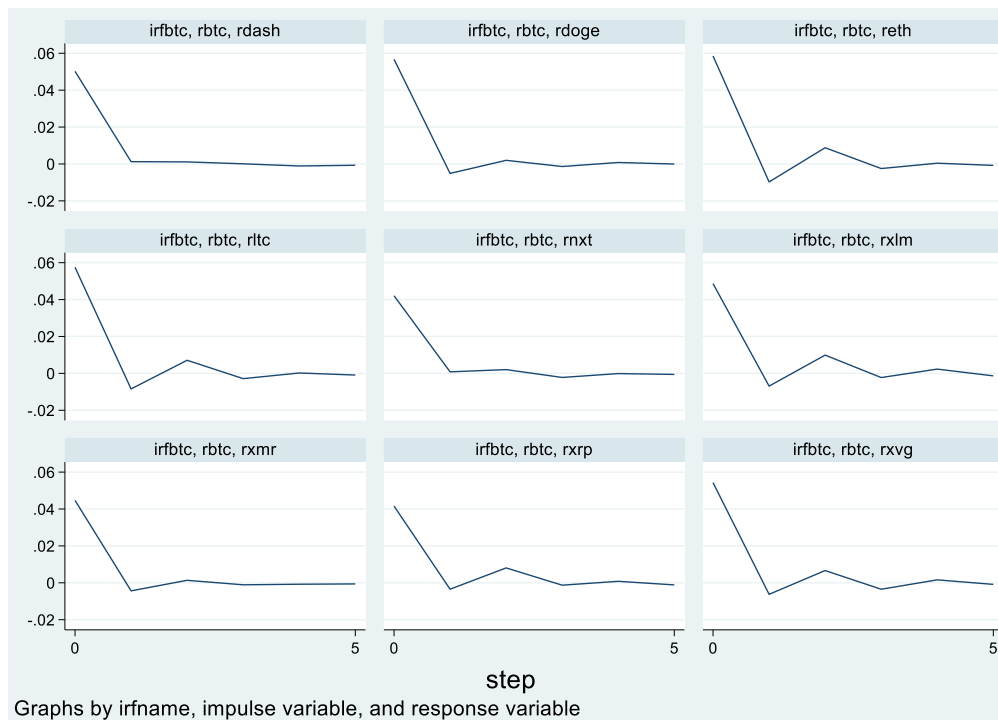 irfbtc, rbtc, rdash
irfbtc, rbtc, rdoge
irfbtc, rbtc, reth
.06
.04
.02
0
-.02
irfbtc, rbtc, rltc
irfbtc, rbtc, rnxt
irfbtc, rbtc, rxlm
.06
.04
.02
0
-.02
irfbtc, rbtc, rxmr
irfbtc, rbtc, rxrp
irfbtc, rbtc, rxvg
.06
.04
.02
0
-.02
0 5
0 5
0 5
step
Graphs by irfname, impulse variable, and response variable